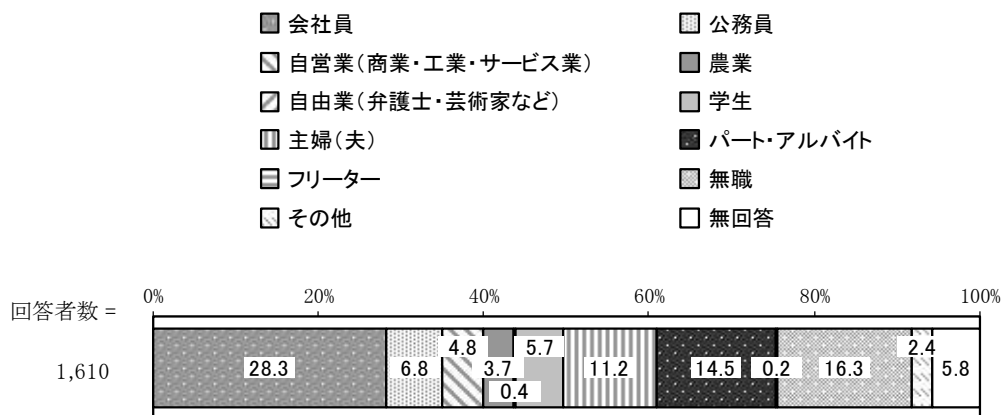 会社員 公務員
自営業(商業・工業・サービス業) 農業
自由業(弁護士・芸術家など) 学生
主婦(夫) パート・アルバイト
フリーター 無職
その他 無回答
回答者数 = 0% 20% 40% 60% 80% 100%
1,610 28.3 6.8 4.8 3.7 0.4 5.7 11.2 14.5 0.2 16.3 2.4 5.8